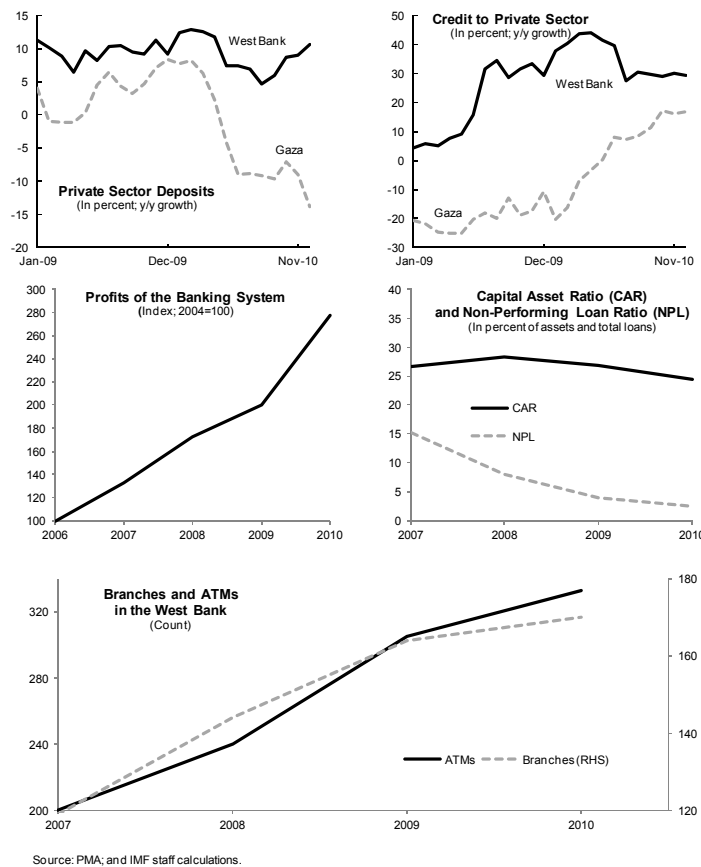 15
10
5
0
-5
-10
-15
-20
West Bank
Gaza
Private Sector Deposits
(In percent; y/y growth)
Jan-09
Dec-09
Nov-10
50
40
30
20
10
0
-10
-20
-30
Credit to Private Sector
(In percent; y/y growth)
West Bank
Gaza
Jan-09
Dec-09
Nov-10
300
280
260
240
220
200
180
160
140
120
100
Profits of the Banking System
(Index; 2004=100)
2006
2007
2008
2009
2010
40
35
30
25
20
15
10
5
0
Capital Asset Ratio (CAR)
and Non-Performing Loan Ratio (NPL)
(In percent of assets and total loans)
CAR
NPL
2007
2008
2009
2010
Branches and ATMs
in the West Bank
(Count)
320
280
240
200
180
160
140
120
ATMs
Branches (RHS)
2007
2008
2009
2010
Source: PMA; and IMF staff calculations.